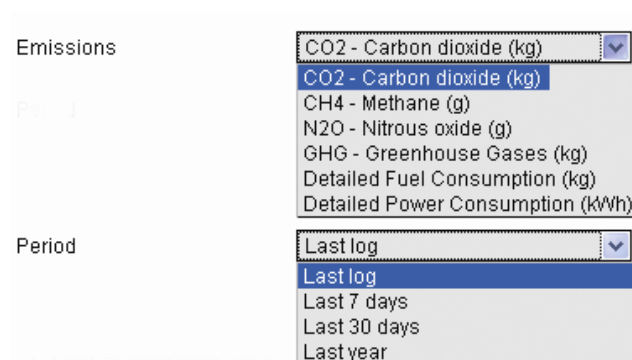 Emissions CO2 - Carbon dioxide (kg)
CO2 - Carbon dioxide (kg)
CH4 - Methane (g)
N2O - Nitrous oxide (g)
GHG - Greenhouse Gases (kg)
Detailed Fuel Consumption (kg)
Detailed Power Consumption (kWh)
Period Last log
Last log
Last 7 days
Last 30 days
Last year